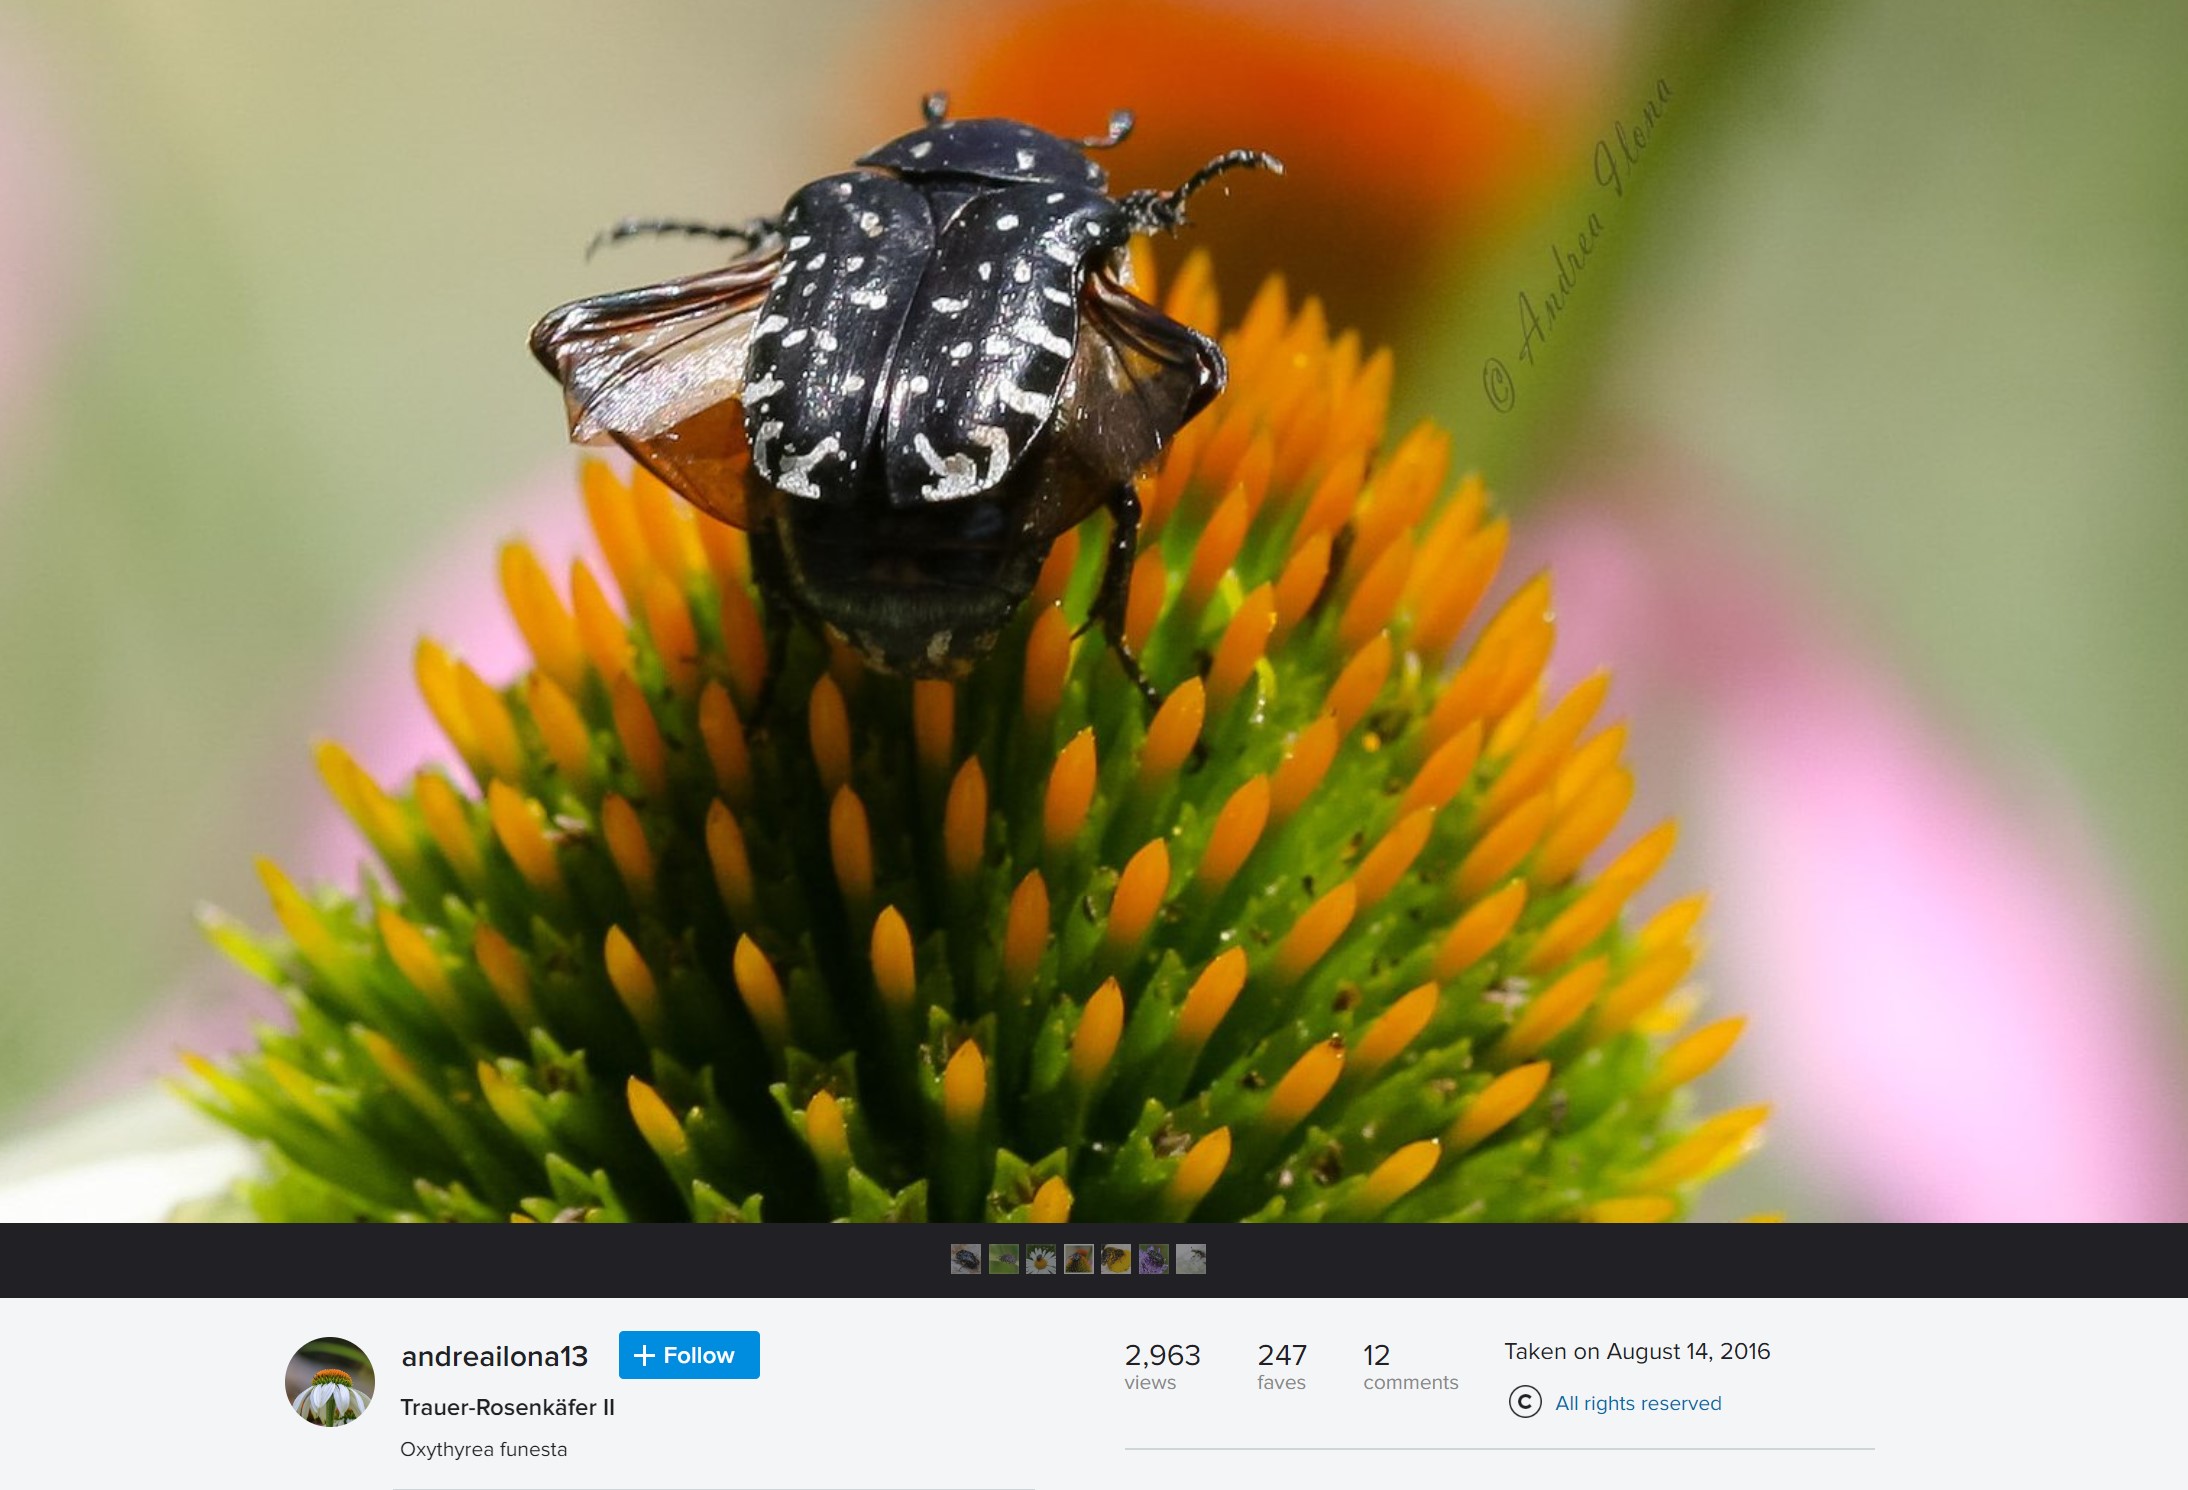 © Andrea Ilona
andreailona13
+ Follow
Trauer-Rosenkäfer II
Oxythyrea funesta
2,963
views
247
faves
12
comments
Taken on August 14, 2016
© All rights reserved